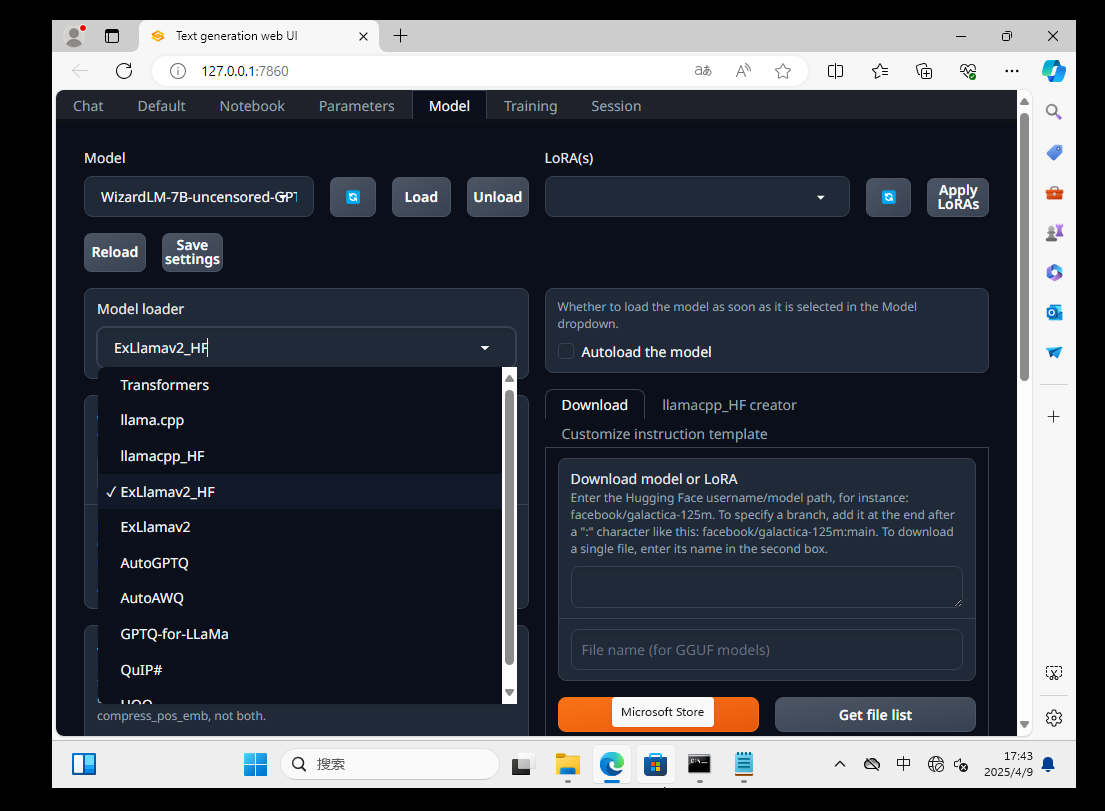 Text generation web UI
127.0.0.1:7860
Chat Default Notebook Parameters Model Training Session
Model
WizardLM-7B-uncensored-GPT
Load
Unload
LoRA(s)
Apply
LoRAs
Reload
Save
settings
Model loader
ExLlamav2_HF
Transformers
llama.cpp
llamacpp_HF
✓ ExLlamav2_HF
ExLlamav2
AutoGPTQ
AutoAWQ
GPTQ-for-LLaMa
QuIP#
compress_pos_emb, not both.
Whether to load the model as soon as it is selected in the Model
dropdown.
Autoload the model
Download llamacpp_HF creator
Customize instruction template
Download model or LoRA
Enter the Hugging Face username/model path, for instance:
facebook/galactica-125m. To specify a branch, add it at the end after
a ":" character like this: facebook/galactica-125m:main. To download
a single file, enter its name in the second box.
File name (for GGUF models)
Microsoft Store
Get file list
搜索
中
17:43
2025/4/9